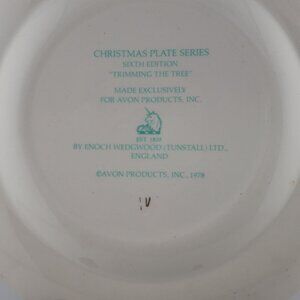 CHRISTMAS PLATE SERIES
SIXTH EDITION
"TRIMMING THE TREE"
MADE EXCLUSIVELY
FOR AVON PRODUCTS, INC.
EST 1835
BY ENOCH WEDGWOOD (TUNSTALL) LTD.,
ENGLAND
©AVON PRODUCTS, INC., 1978